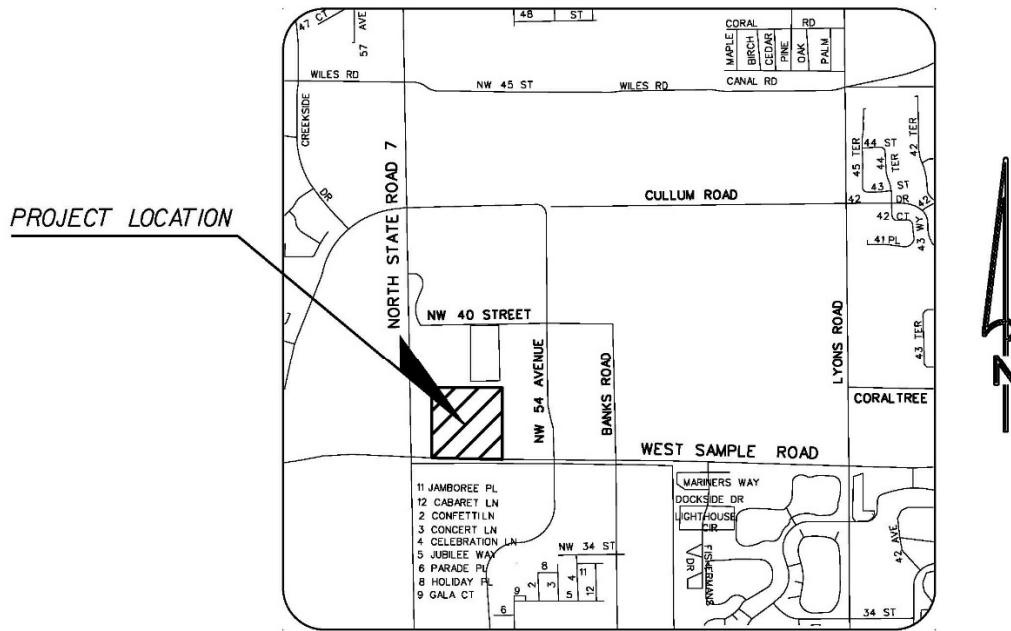 47 CT
57 AVE
48 ST
CORAL RD
MAPLE
BIRCH
CEDAR
PINE
OAK
PALM
CANAL RD
WILES RD
NW 45 ST
WILES RD
CREEKSIDE
DR
NORTH STATE ROAD 7
CULLUM ROAD
45 TER
44 ST
44 TER
42 TER
43 ST
42 DR
42
42 CT
43 WY
41 PL
PROJECT LOCATION
NW 40 STREET
NW 54 AVENUE
BANKS ROAD
LYONS ROAD
43 TER
CORALTREE
WEST SAMPLE ROAD
N
11 JAMBOREE PL
12 CABARET LN
2 CONFETTI LN
3 CONCERT LN
4 CELEBRATION LN
5 JUBILEE WAY
6 PARADE PL
8 HOLIDAY PL
9 GALA CT
MARINERS WAY
DOCKSIDE DR
LIGHTHOUSE
CIR
FISHERMANS
DR
42 AVE
34 ST
NW 34 ST
8
11
9
2
3
4
5
12
6